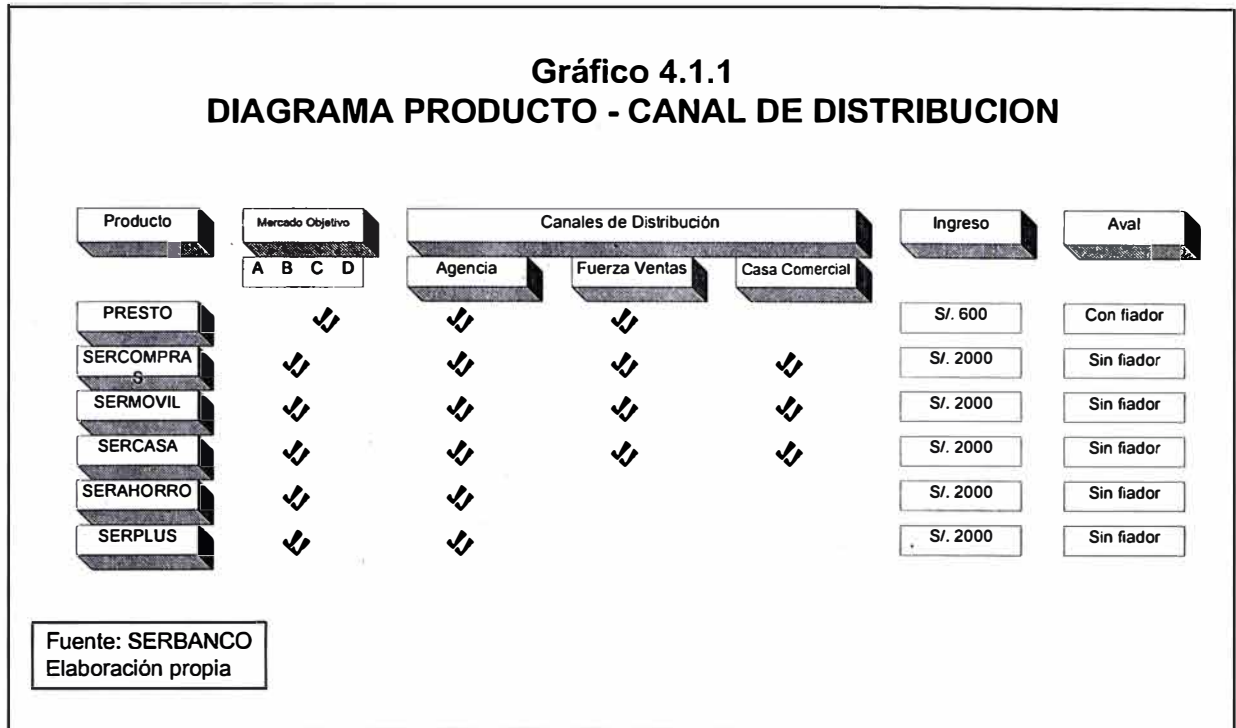 Gráfico 4.1.1
DIAGRAMA PRODUCTO - CANAL DE DISTRIBUCION
Producto Mercado Objetivo Canales de Distribución Ingreso Aval
A B C D Agencia Fuerza Ventas Casa Comercial
PRESTO S/. 600 Con fiador
SERCOMPRA
S S/. 2000 Sin fiador
SERMOVIL S/. 2000 Sin fiador
SERCASA S/. 2000 Sin fiador
SERAHORRO S/. 2000 Sin fiador
SERPLUS S/. 2000 Sin fiador
Fuente: SERBANCO
Elaboración propia